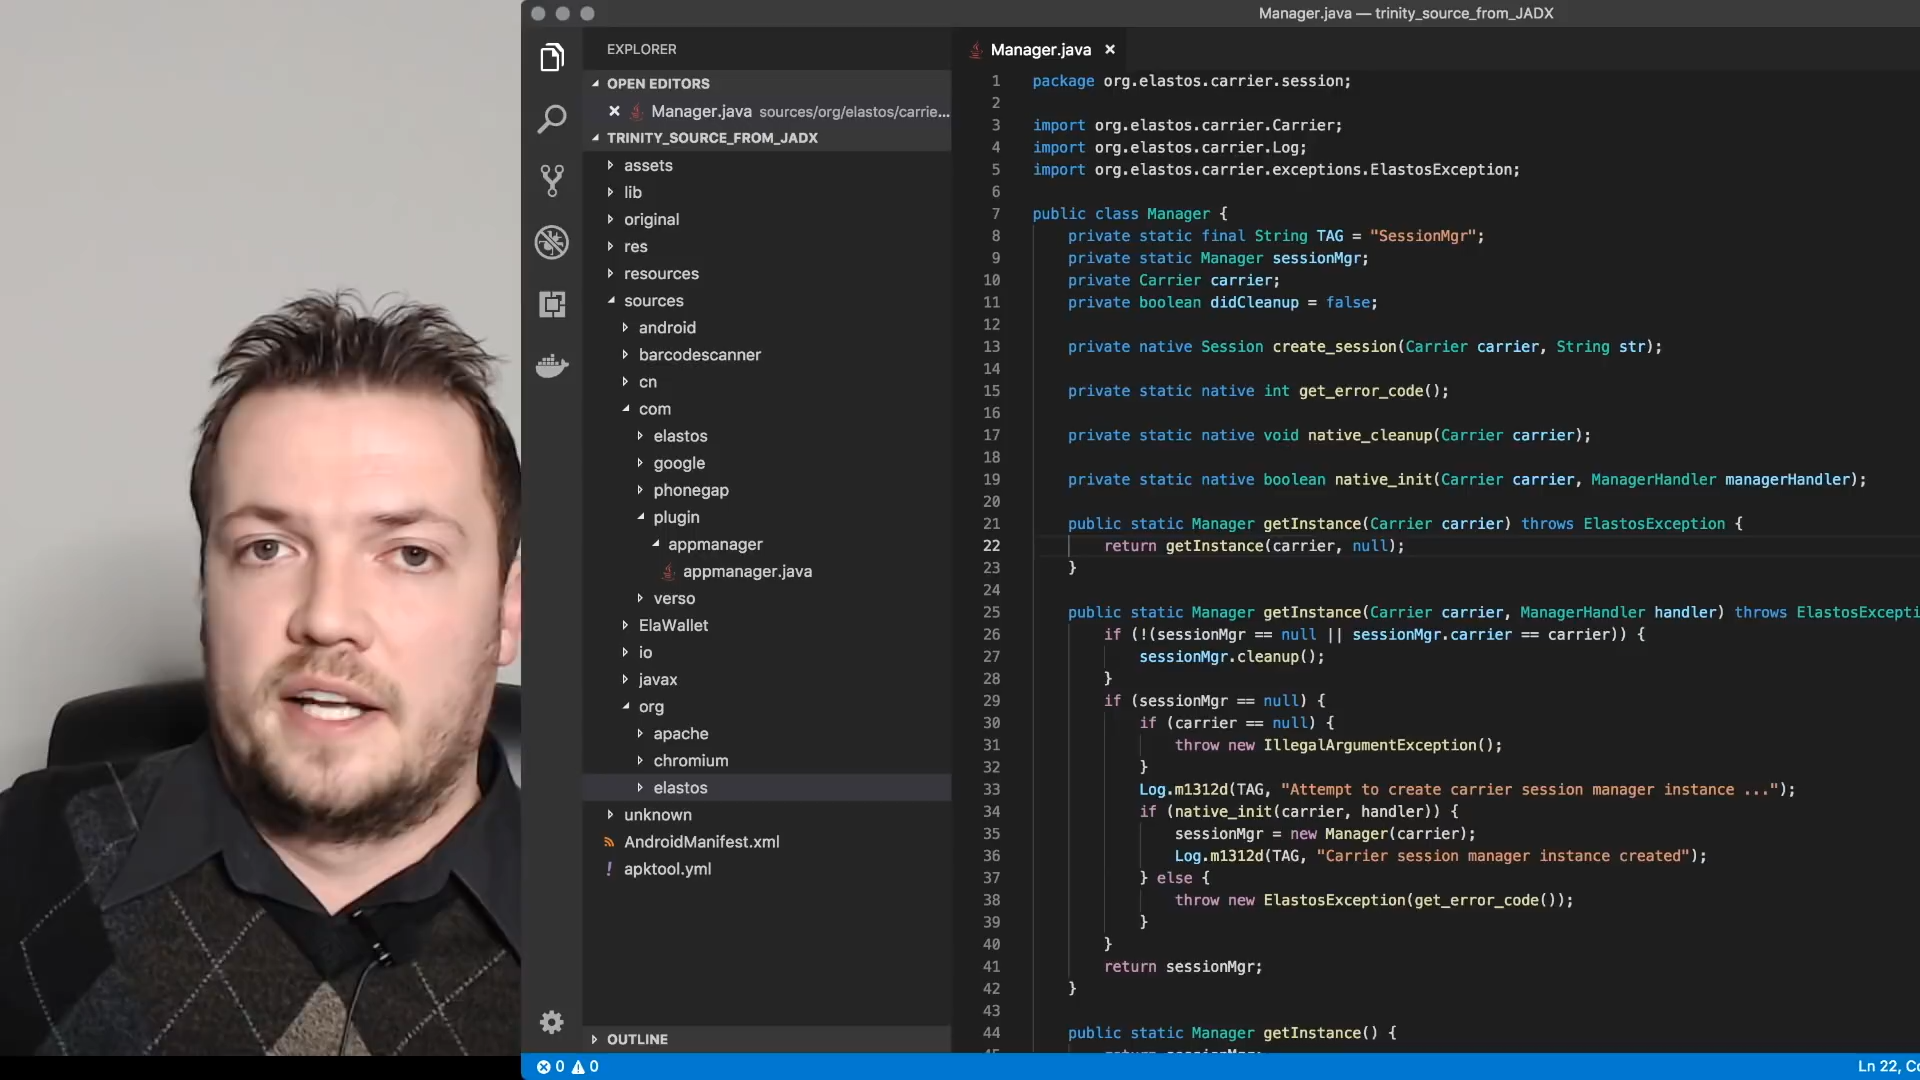 Manager.java — trinity_source_from_JADX
EXPLORER
OPEN EDITORS
Manager.java sources/org/elastos/carrie...
TRINITY_SOURCE_FROM_JADX
assets
lib
original
res
resources
sources
android
barcodescanner
cn
com
elastos
google
phonegap
plugin
appmanager
appmanager.java
verso
ElaWallet
io
javax
org
apache
chromium
elastos
unknown
AndroidManifest.xml
! apktool.yml
OUTLINE
Manager.java
1 package org.elastos.carrier.session;
2
3 import org.elastos.carrier.Carrier;
4 import org.elastos.carrier.Log;
5 import org.elastos.carrier.exceptions.ElastosException;
6
7 public class Manager {
8 private static final String TAG = "SessionMgr";
9 private static Manager sessionMgr;
10 private Carrier carrier;
11 private boolean didCleanup = false;
12
13 private native Session create_session(Carrier carrier, String str);
14
15 private static native int get_error_code();
16
17 private static native void native_cleanup(Carrier carrier);
18
19 private static native boolean native_init(Carrier carrier, ManagerHandler managerHandler);
20
21 public static Manager getInstance(Carrier carrier) throws ElastosException {
22 return getInstance(carrier, null);
23 }
24
25 public static Manager getInstance(Carrier carrier, ManagerHandler handler) throws ElastosExcepti
26 if (!(sessionMgr == null || sessionMgr.carrier == carrier)) {
27 sessionMgr.cleanup();
28 }
29 if (sessionMgr == null) {
30 if (carrier == null) {
31 throw new IllegalArgumentException();
32 }
33 Log.m1312d(TAG, "Attempt to create carrier session manager instance ...");
34 if (native_init(carrier, handler)) {
35 sessionMgr = new Manager(carrier);
36 Log.m1312d(TAG, "Carrier session manager instance created");
37 } else {
38 throw new ElastosException(get_error_code());
39 }
40 }
41 return sessionMgr;
42 }
43
44 public static Manager getInstance() {
0 0
Ln 22, Co